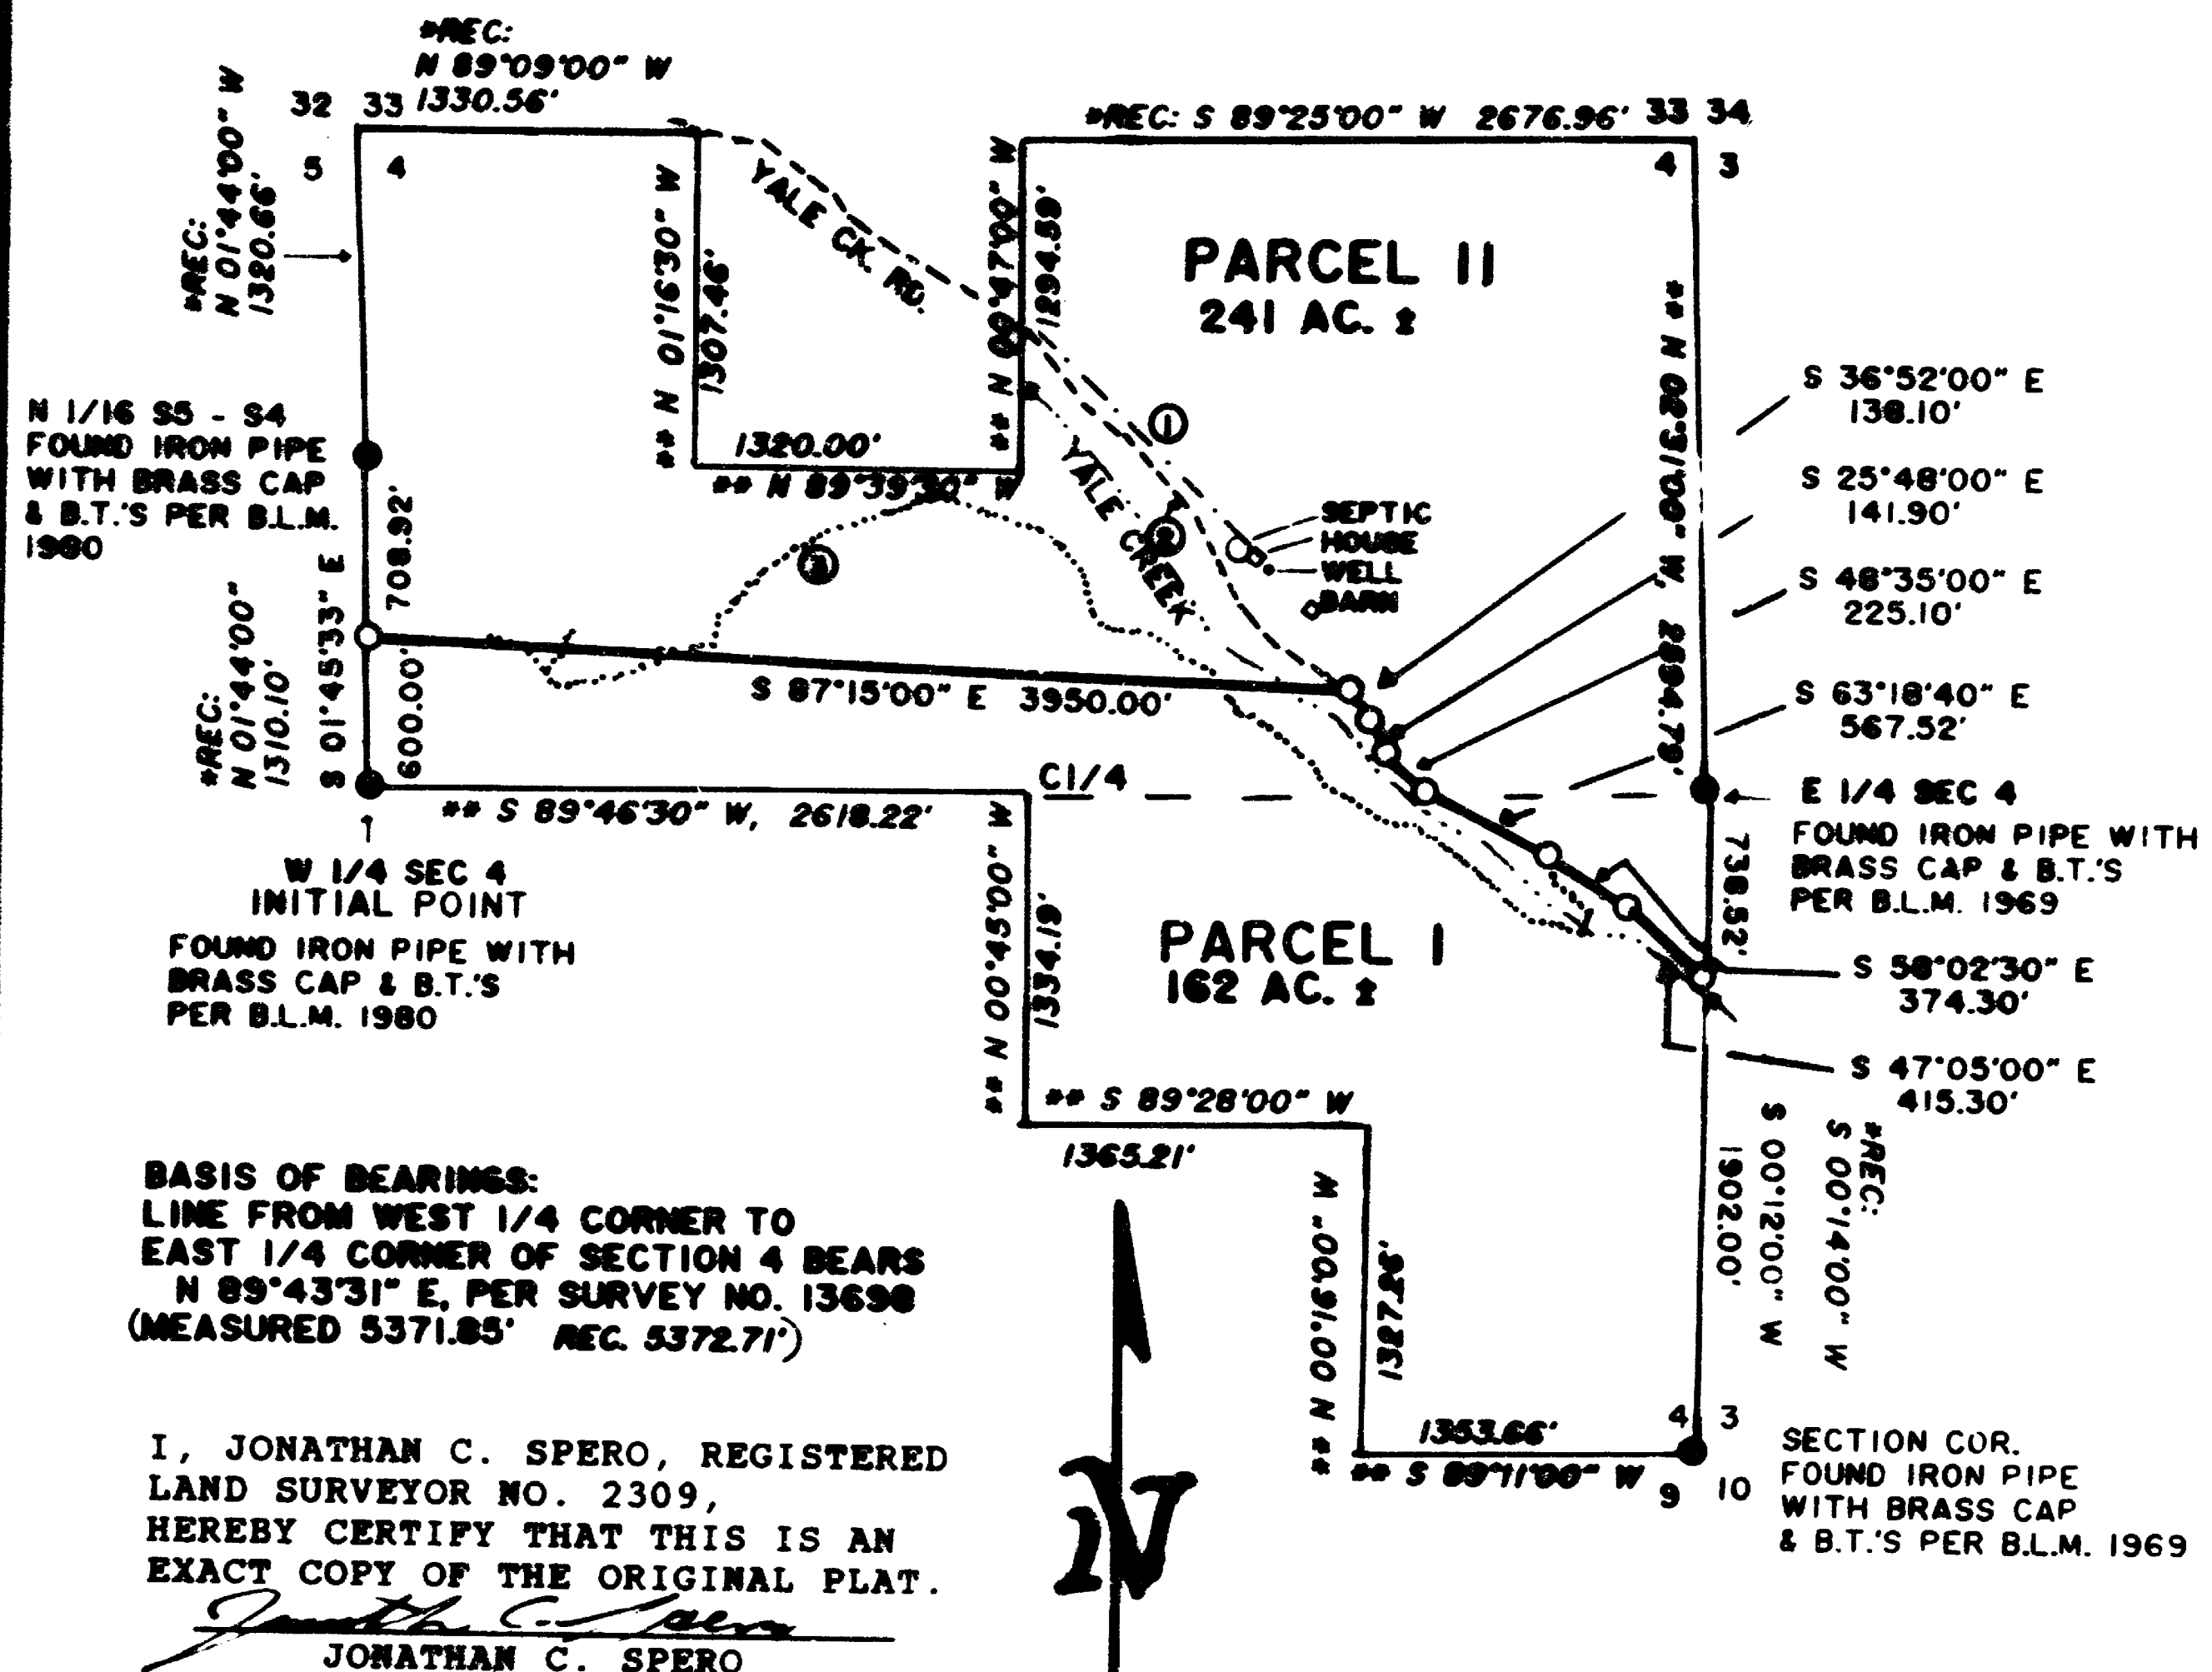 *REC:
N 89°09'00" W
1330.56'
32 33
5 4
*REC:
N 01°44'00" W
1320.66'
*REC: S 89°25'00" W 2676.96' 33 34
4 3
** N 01°16'30" W
1307.46'
YALE CK. RD.
** N 00°47'00" W
1294.59'
PARCEL II
241 AC. ±
** N 02°31'00" W,
S 36°52'00" E
138.10'
S 25°48'00" E
141.90'
S 48°35'00" E
225.10'
S 63°18'40" E
567.52'
N 1/16 S5 - S4
FOUND IRON PIPE
WITH BRASS CAP
& B.T.'S PER B.L.M.
1980
1320.00'
** N 89°39'30" W
1
3
YALE CREEK
SEPTIC
HOUSE
WELL
BARN
708.92'
S 01°45'33" E
600.00'
*REC:
N 01°44'00"
1310.10'
S 87°15'00" E 3950.00'
C1/4
** S 89°46'30" W, 2618.22'
W 1/4 SEC 4
INITIAL POINT
FOUND IRON PIPE WITH
BRASS CAP & B.T.'S
PER B.L.M. 1980
E 1/4 SEC 4
FOUND IRON PIPE WITH
BRASS CAP & B.T.'S
PER B.L.M. 1969
738.52'
** N 00°45'00" W
1334.19'
PARCEL I
162 AC. ±
S 58°02'30" E
374.30'
S 47°05'00" E
415.30'
** S 89°28'00" W
1365.21'
*REC:
S 00°14'00" W
S 00°12'00" W
1902.00'
** N 00°16'00" W
1327.38'
1353.66'
** S 89°11'00" W
4 3
9 10
SECTION COR.
FOUND IRON PIPE
WITH BRASS CAP
& B.T.'S PER B.L.M. 1969
BASIS OF BEARINGS:
LINE FROM WEST 1/4 CORNER TO
EAST 1/4 CORNER OF SECTION 4 BEARS
N 89°43'31" E, PER SURVEY NO. 13698
(MEASURED 5371.85' REC. 5372.71')
N
I, JONATHAN C. SPERO, REGISTERED
LAND SURVEYOR NO. 2309,
HEREBY CERTIFY THAT THIS IS AN
EXACT COPY OF THE ORIGINAL PLAT.
Jonathan C. Spero
JONATHAN C. SPERO